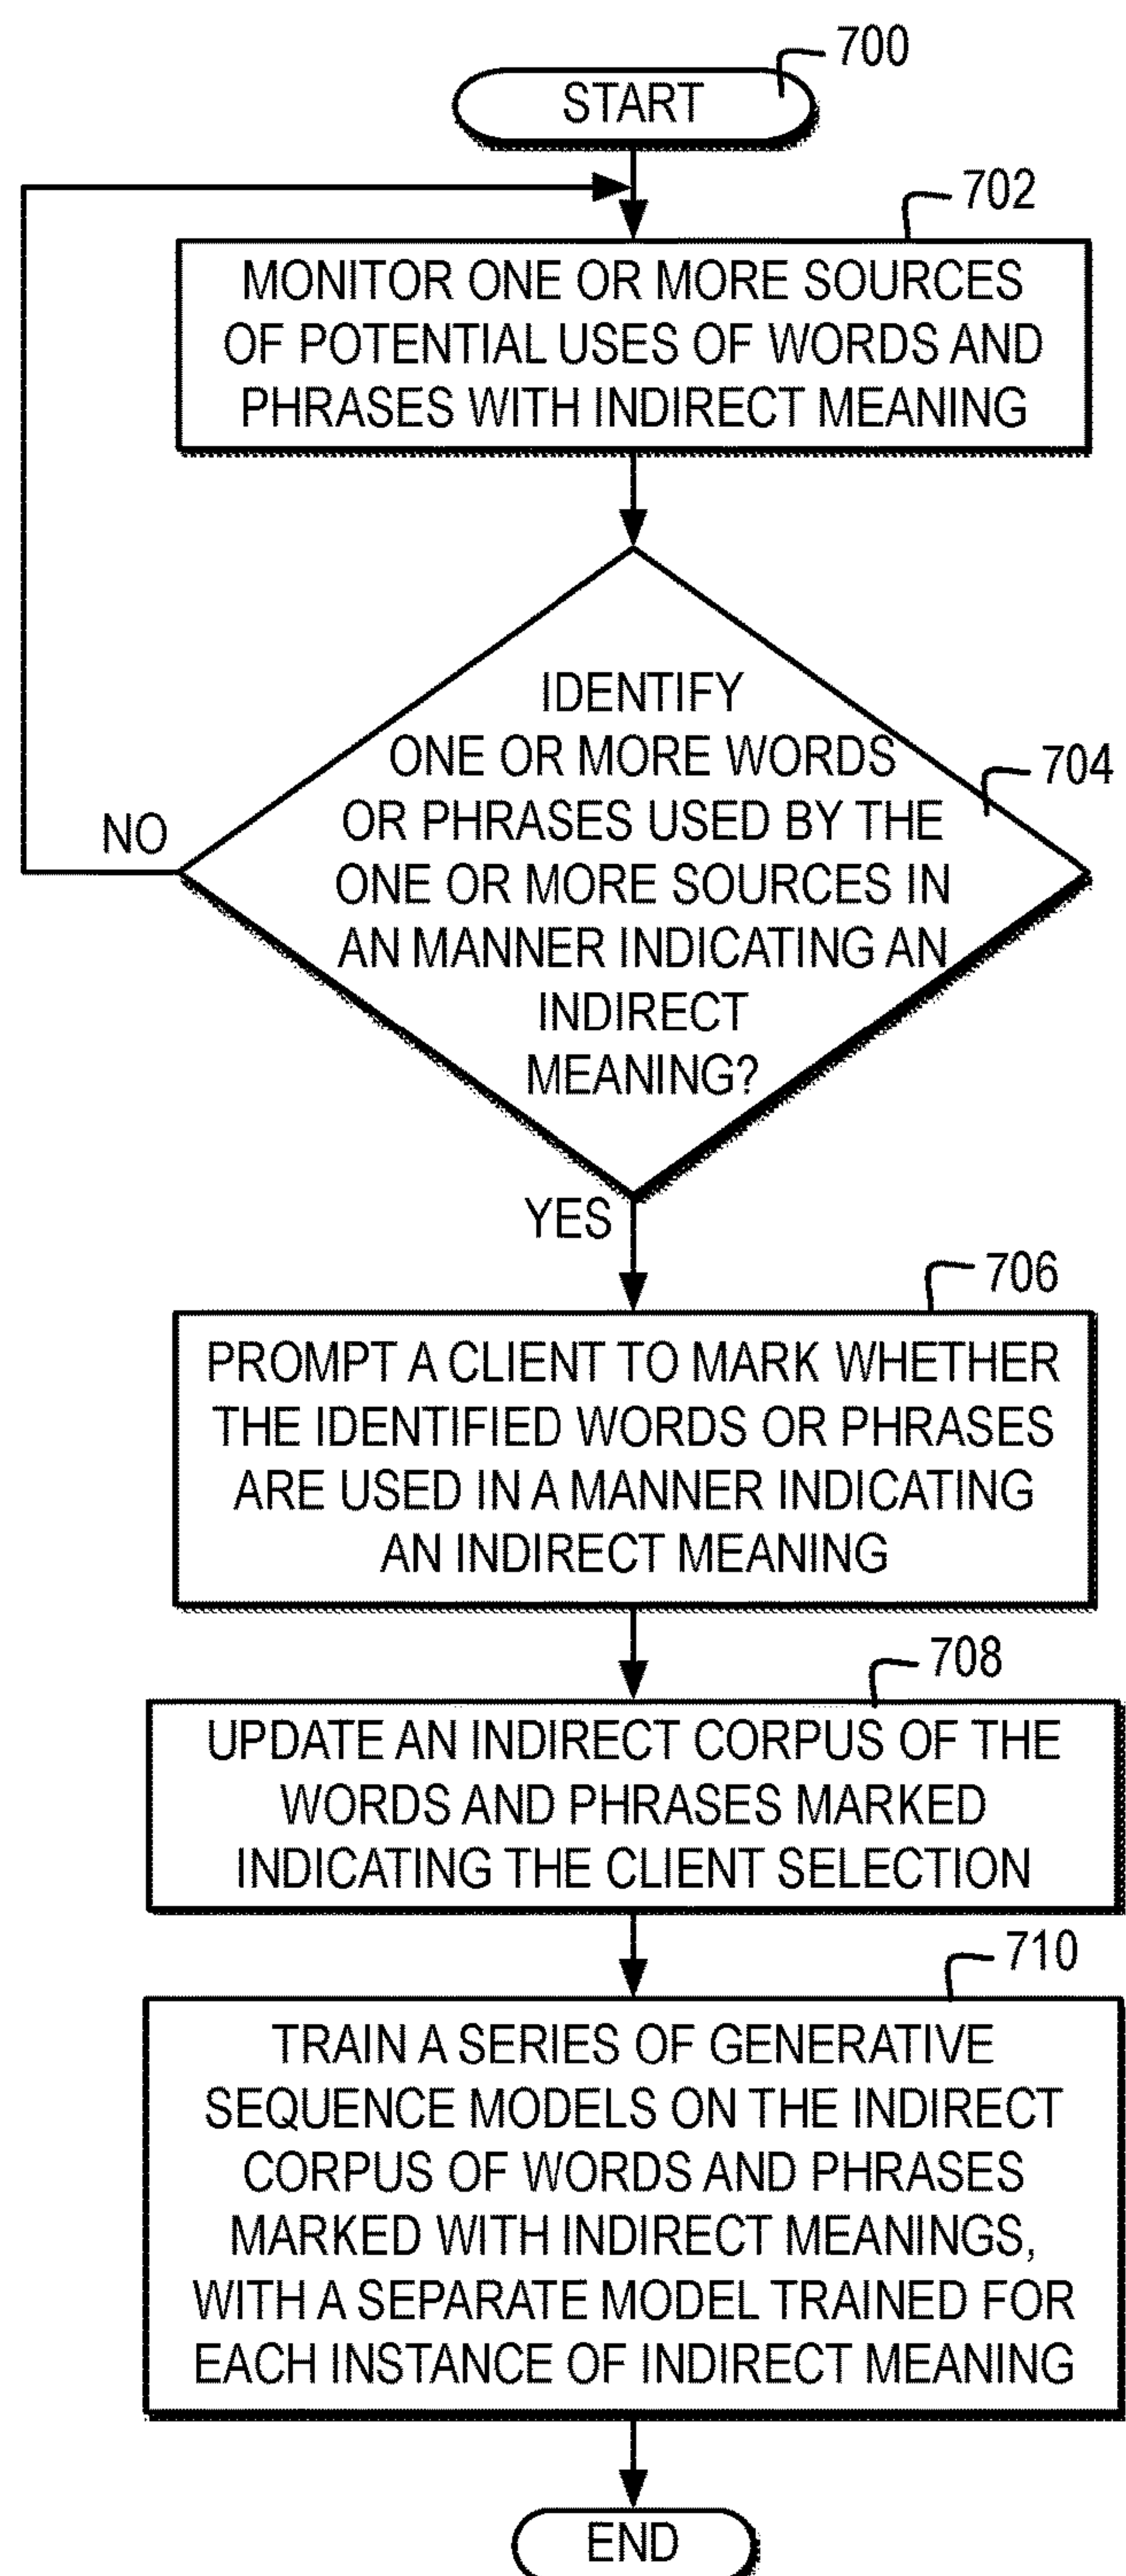 700
START
702
MONITOR ONE OR MORE SOURCES
OF POTENTIAL USES OF WORDS AND
PHRASES WITH INDIRECT MEANING
IDENTIFY
ONE OR MORE WORDS
704
OR PHRASES USED BY THE
NO
ONE OR MORE SOURCES IN
AN MANNER INDICATING AN
INDIRECT
MEANING?
YES
706
PROMPT A CLIENT TO MARK WHETHER
THE IDENTIFIED WORDS OR PHRASES
ARE USED IN A MANNER INDICATING
AN INDIRECT MEANING
708
UPDATE AN INDIRECT CORPUS OF THE
WORDS AND PHRASES MARKED
INDICATING THE CLIENT SELECTION
710
TRAIN A SERIES OF GENERATIVE
SEQUENCE MODELS ON THE INDIRECT
CORPUS OF WORDS AND PHRASES
MARKED WITH INDIRECT MEANINGS,
WITH A SEPARATE MODEL TRAINED FOR
EACH INSTANCE OF INDIRECT MEANING
END